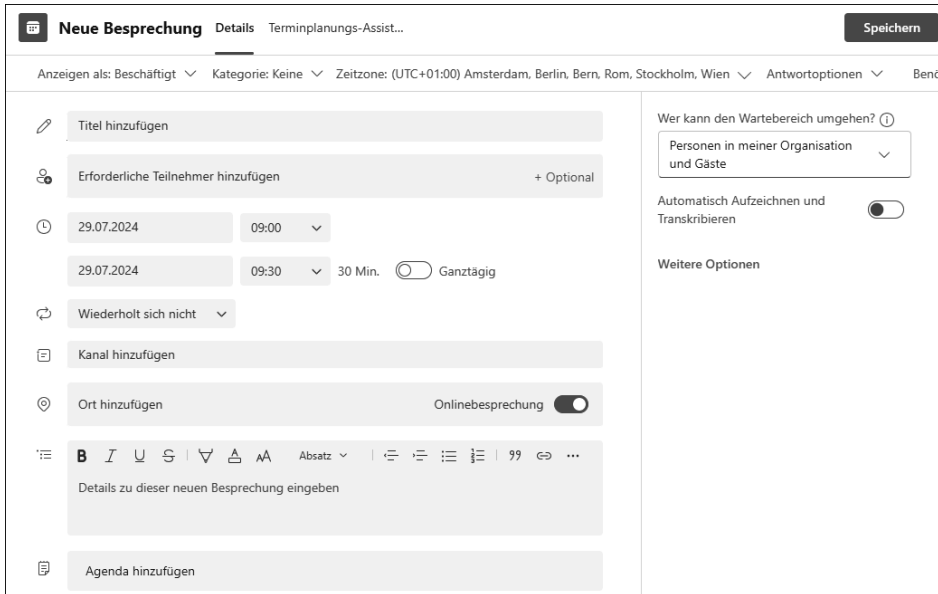 Neue Besprechung Details Terminplanungs-Assist... Speichern
Anzeigen als: Beschäftigt Kategorie: Keine Zeitzone: (UTC+01:00) Amsterdam, Berlin, Bern, Rom, Stockholm, Wien Antwortoptionen
Titel hinzufügen
Erforderliche Teilnehmer hinzufügen + Optional
29.07.2024 09:00
29.07.2024 09:30 30 Min. Ganztägig
Wiederholt sich nicht
Kanal hinzufügen
Ort hinzufügen Onlinebesprechung
B I U S A AA Absatz 99 ...
Details zu dieser neuen Besprechung eingeben
Agenda hinzufügen
Wer kann den Wartebereich umgehen?
Personen in meiner Organisation
und Gäste
Automatisch Aufzeichnen und
Transkribieren
Weitere Optionen